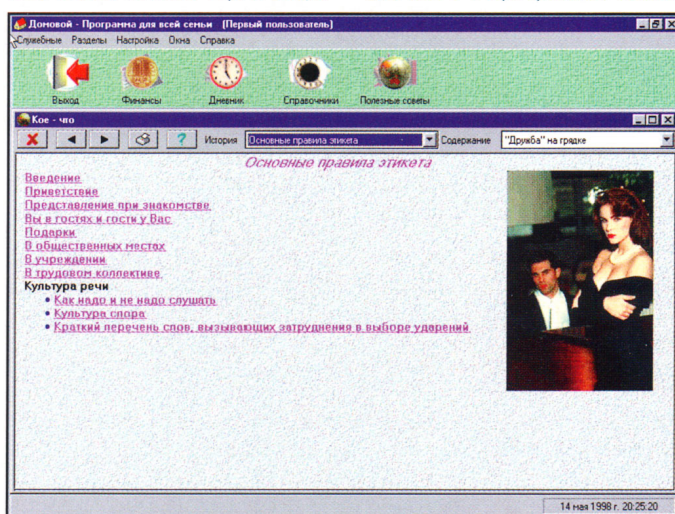 Домовой - Программа для всей семьи (Первый пользователь)
Служебные Разделы Настройка Окна Справка
Выход Финансы Дневник Справочники Полезные советы
Кое - что
История Основные правила этикета Содержание "Дружба" на грядке
Основные правила этикета
Введение
Приветствие
Представление при знакомстве
Вы в гостях и гости у Вас
Подарки
В общественных местах
В учреждении
В трудовом коллективе
Культура речи
• Как надо и не надо слушать
• Культура спора
• Краткий перечень слов, вызывающих затруднение в выборе ударений
14 мая 1998 г. 20:25:20